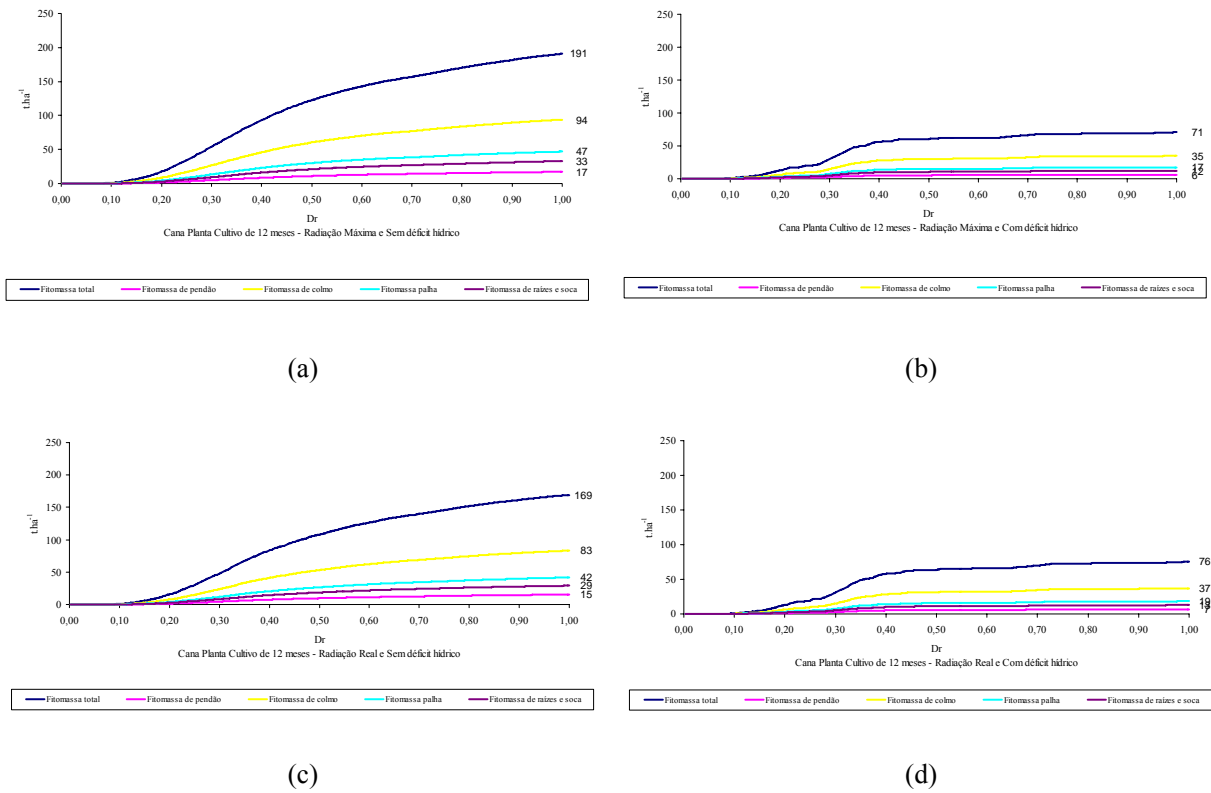 250
200
150
100
50
0
t.ha-1
191
94
47
33
17
0,00 0,10 0,20 0,30 0,40 0,50 0,60 0,70 0,80 0,90 1,00
Dr
Cana Planta Cultivo de 12 meses - Radiação Máxima e Sem déficit hídrico
Fitomassa total Fitomassa de pendão Fitomassa de colmo Fitomassa palha Fitomassa de raízes e soca
(a)
250
200
150
100
50
0
t.ha-1
71
35
17
12
6
0,00 0,10 0,20 0,30 0,40 0,50 0,60 0,70 0,80 0,90 1,00
Dr
Cana Planta Cultivo de 12 meses - Radiação Máxima e Com déficit hídrico
Fitomassa total Fitomassa de pendão Fitomassa de colmo Fitomassa palha Fitomassa de raízes e soca
(b)
250
200
150
100
50
0
t.ha-1
169
83
42
29
15
0,00 0,10 0,20 0,30 0,40 0,50 0,60 0,70 0,80 0,90 1,00
Dr
Cana Planta Cultivo de 12 meses - Radiação Real e Sem déficit hídrico
Fitomassa total Fitomassa de pendão Fitomassa de colmo Fitomassa palha Fitomassa de raízes e soca
(c)
250
200
150
100
50
0
t.ha-1
76
37
19
7
0,00 0,10 0,20 0,30 0,40 0,50 0,60 0,70 0,80 0,90 1,00
Dr
Cana Planta Cultivo de 12 meses - Radiação Real e Com déficit hídrico
Fitomassa total Fitomassa de pendão Fitomassa de colmo Fitomassa palha Fitomassa de raízes e soca
(d)